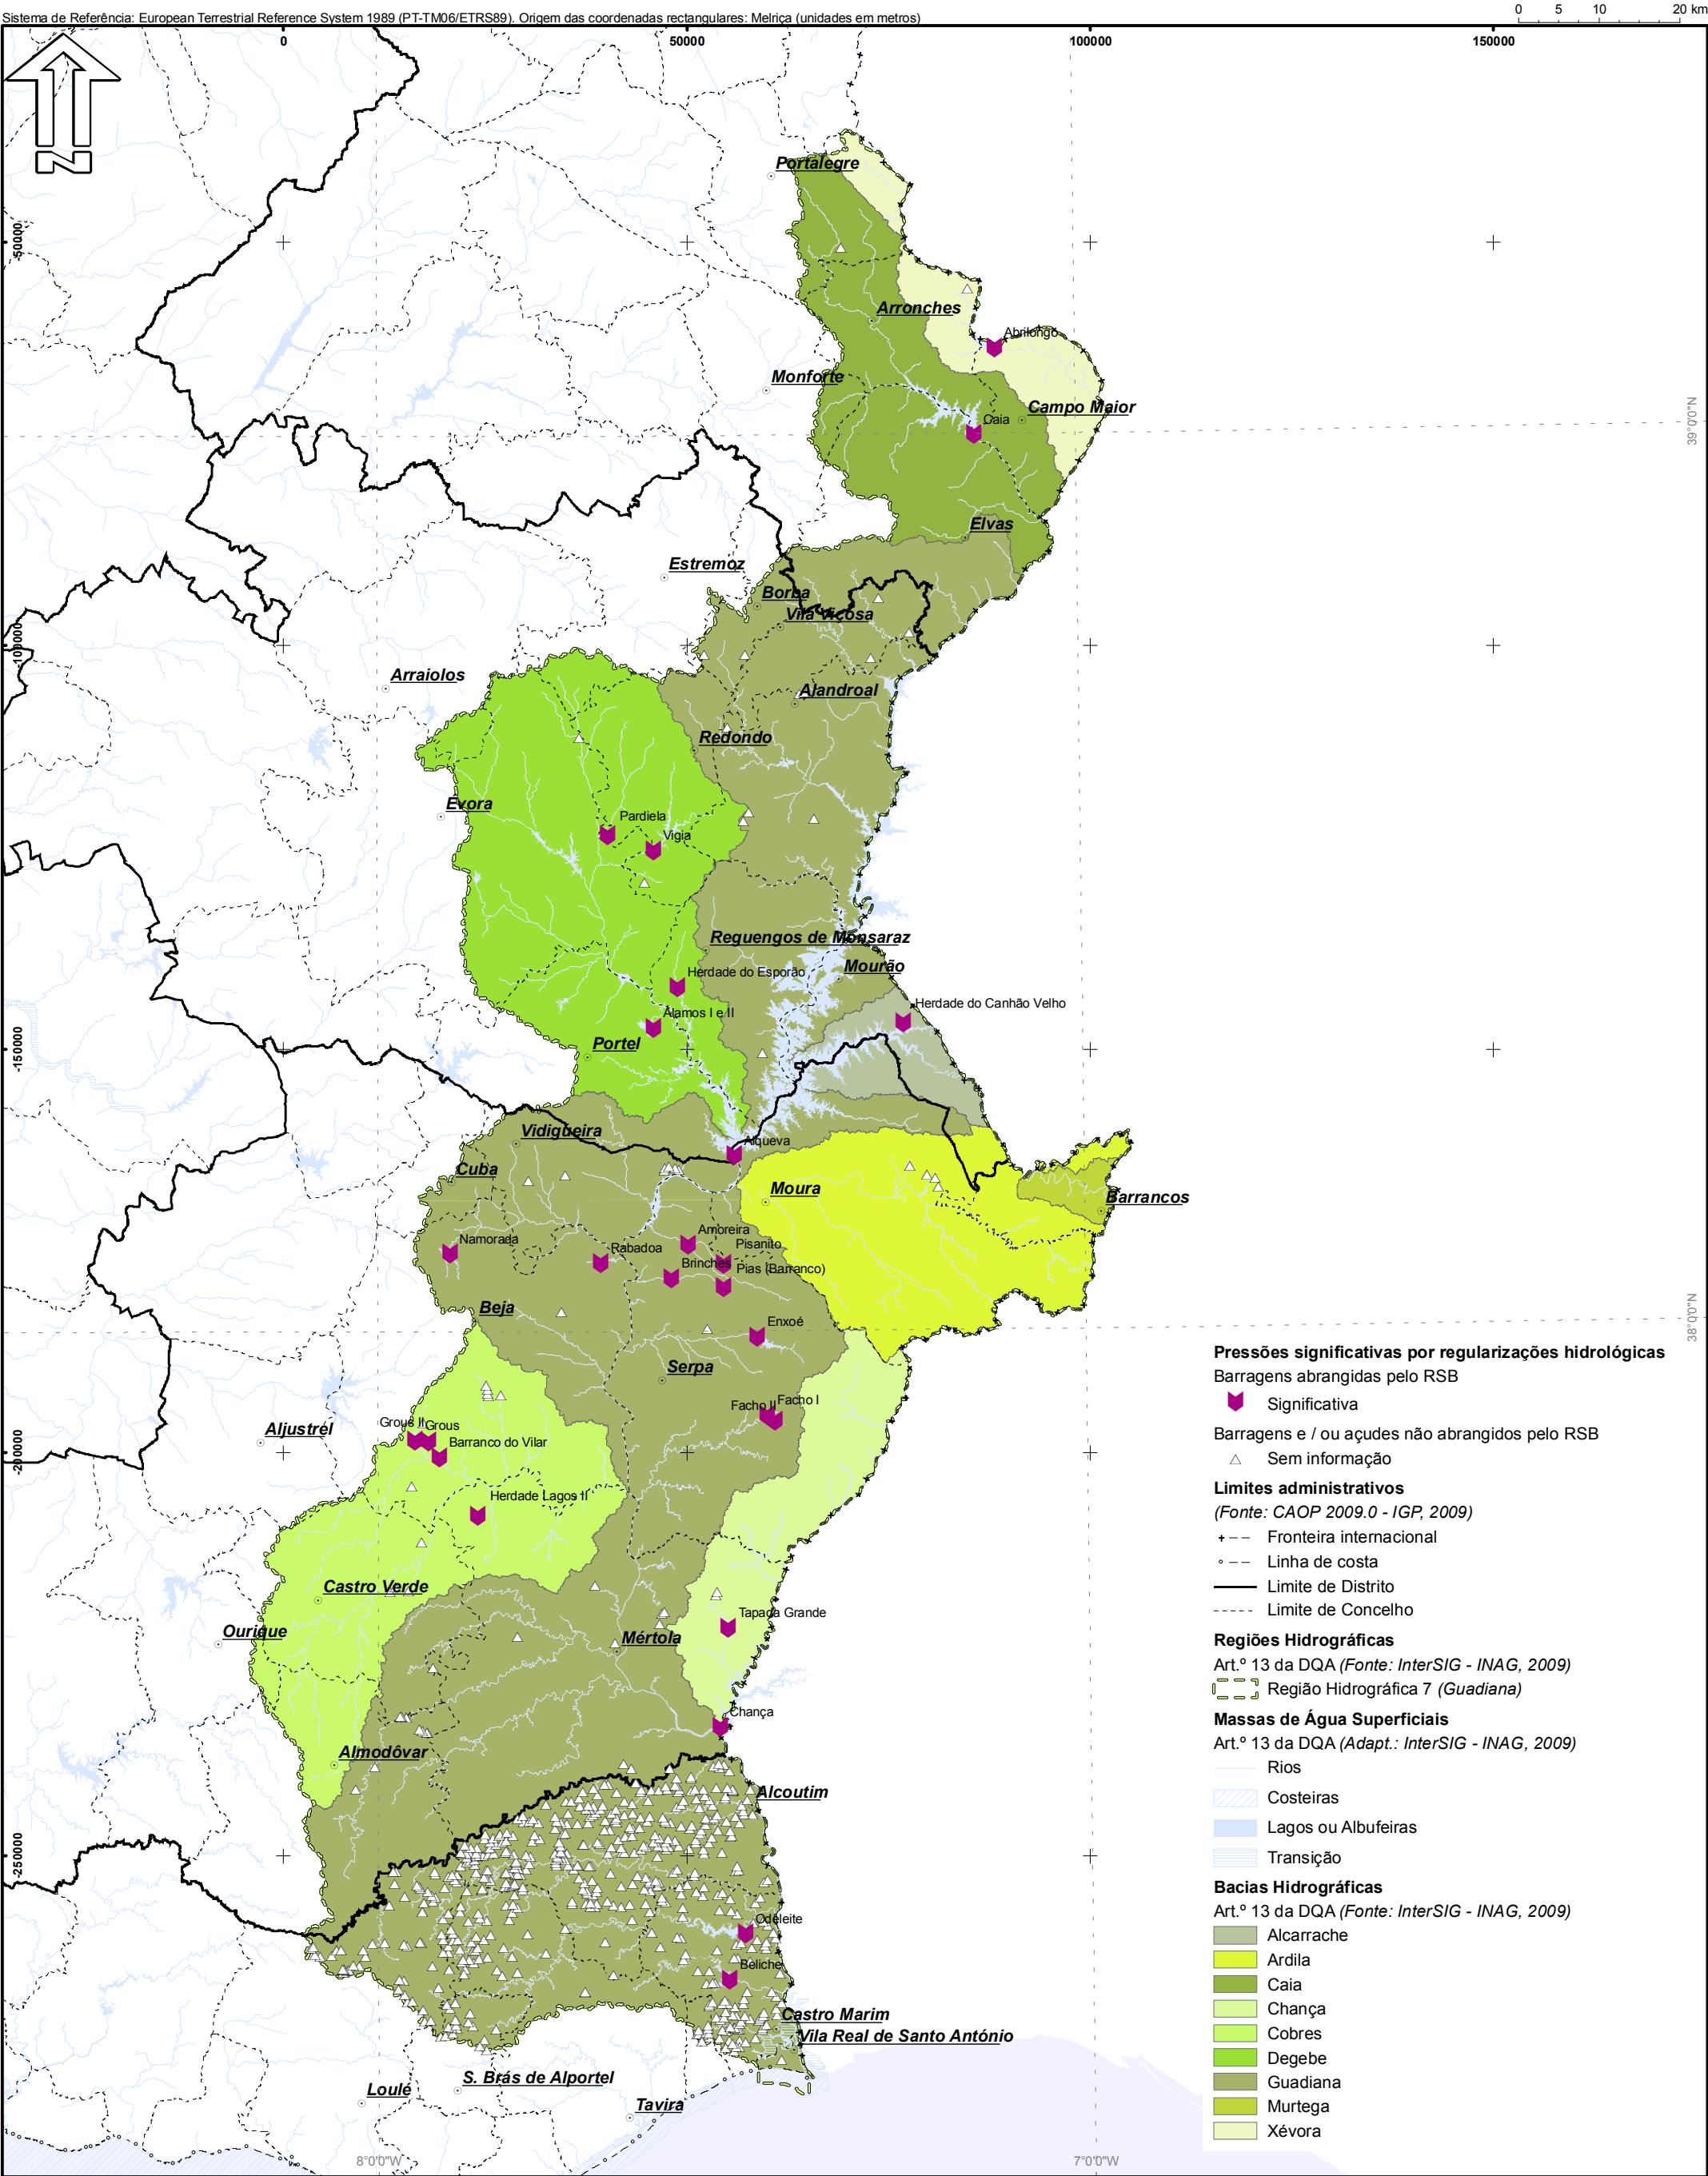 Sistema de Referência: European Terrestrial Reference System 1989 (PT-TM06/ETRS89). Origem das coordenadas rectangulares: Melriça (unidades em metros)
0 5 10 20 km
0 50000 100000 150000
N
Portalegre
-50000
Arronches
Abrilongo
Monforte
Campo Maior
Caia
39°0'0"N
Elvas
Estremoz
Borba
Vila Viçosa
-100000
Arraiolos
Alandroal
Redondo
Évora
Pardiela
Vigia
Reguengos de Monsaraz
Mourão
Herdade do Esporão
Herdade do Canhão Velho
Álamos I e II
-150000
Portel
Vidigueira
Alqueva
Cuba
Moura
Barrancos
Amoreira
Namorada
Rabadoa
Pisanito
Brinches
Pias (Barranco)
Beja
Enxoé
38°0'0"N
Serpa
Facho II
Facho I
Aljustrel
Grous II
Grous
Barranco do Vilar
-200000
Herdade Lagos II
Castro Verde
Tapada Grande
Ourique
Mértola
Chança
Almodôvar
Alcoutim
-250000
Odeleite
Beliche
Castro Marim
Vila Real de Santo António
S. Brás de Alportel
Loulé
Tavira
8°0'0"W
7°0'0"W
Pressões significativas por regularizações hidrológicas
Barragens abrangidas pelo RSB
Significativa
Barragens e / ou açudes não abrangidos pelo RSB
Sem informação
Limites administrativos
(Fonte: CAOP 2009.0 - IGP, 2009)
Fronteira internacional
Linha de costa
Limite de Distrito
Limite de Concelho
Regiões Hidrográficas
Art.º 13 da DQA (Fonte: InterSIG - INAG, 2009)
Região Hidrográfica 7 (Guadiana)
Massas de Água Superficiais
Art.º 13 da DQA (Adapt.: InterSIG - INAG, 2009)
Rios
Costeiras
Lagos ou Albufeiras
Transição
Bacias Hidrográficas
Art.º 13 da DQA (Fonte: InterSIG - INAG, 2009)
Alcarrache
Ardila
Caia
Chança
Cobres
Degebe
Guadiana
Murtega
Xévora